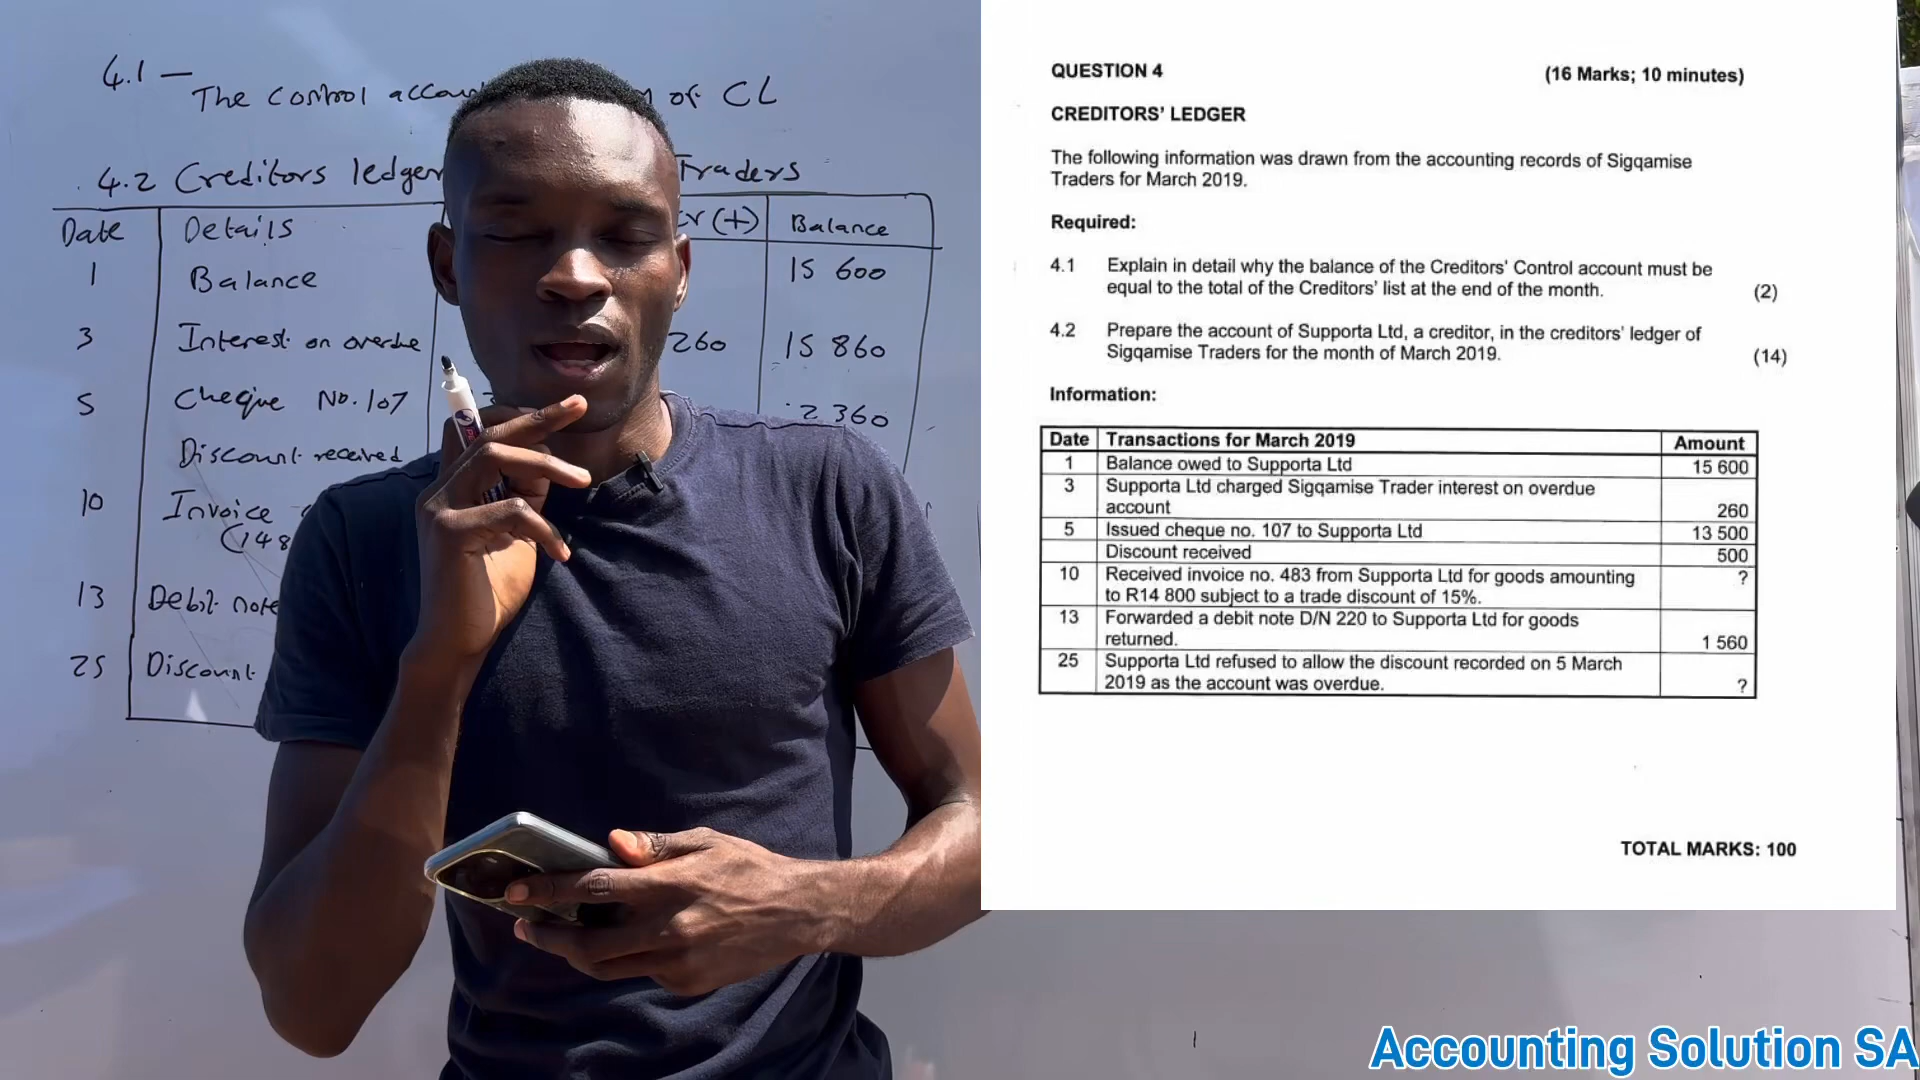 4.1 –
The control accou of CL
4.2 Creditors ledger Traders
Date Details cr (+) Balance
1 Balance 15 600
3 Interest on overdue 260 15 860
5 Cheque No. 107 2 360
Discount received
10 Invoice
(148
13 Debit note
25 Discount
QUESTION 4 (16 Marks; 10 minutes)
CREDITORS' LEDGER
The following information was drawn from the accounting records of Sigqamise
Traders for March 2019.
Required:
4.1 Explain in detail why the balance of the Creditors' Control account must be
equal to the total of the Creditors' list at the end of the month. (2)
4.2 Prepare the account of Supporta Ltd, a creditor, in the creditors' ledger of
Sigqamise Traders for the month of March 2019. (14)
Information:
Date Transactions for March 2019 Amount
1 Balance owed to Supporta Ltd 15 600
3 Supporta Ltd charged Sigqamise Trader interest on overdue
account 260
5 Issued cheque no. 107 to Supporta Ltd 13 500
Discount received 500
10 Received invoice no. 483 from Supporta Ltd for goods amounting ?
to R14 800 subject to a trade discount of 15%.
13 Forwarded a debit note D/N 220 to Supporta Ltd for goods
returned. 1 560
25 Supporta Ltd refused to allow the discount recorded on 5 March
2019 as the account was overdue. ?
TOTAL MARKS: 100
Accounting Solution SA